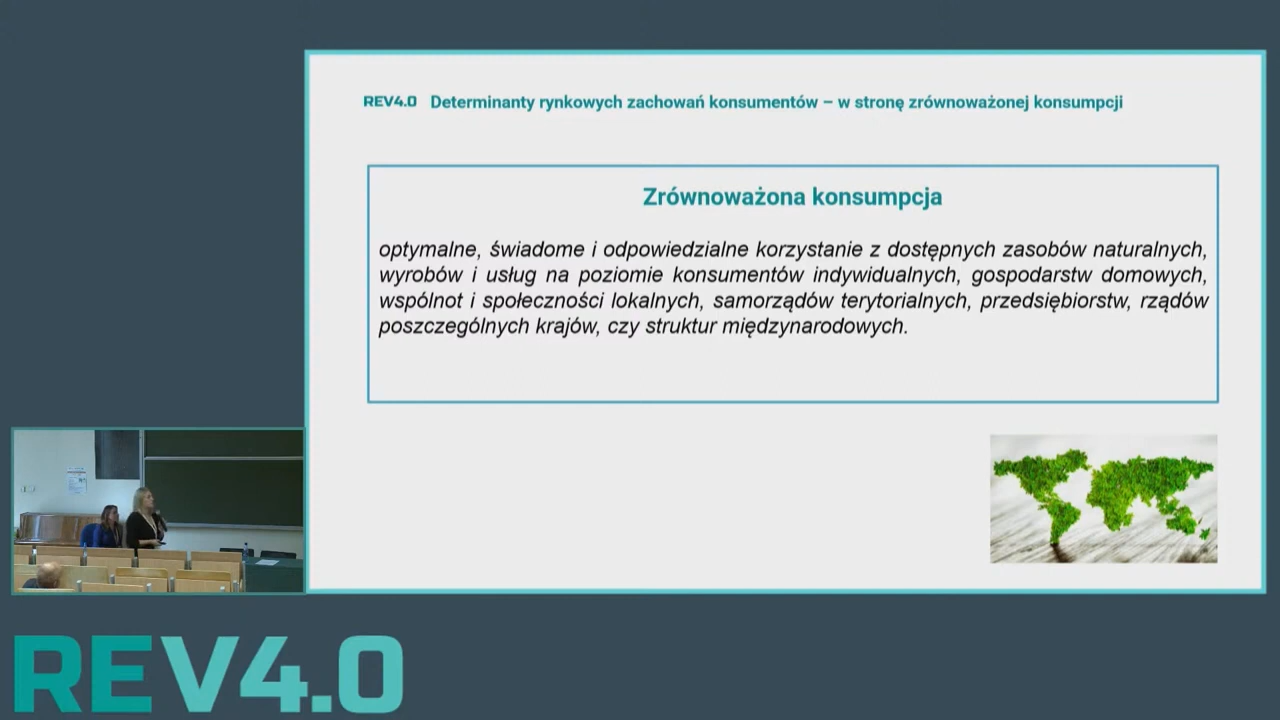 REV4.0 Determinanty rynkowych zachowań konsumentów – w stronę zrównoważonej konsumpcji
Zrównoważona konsumpcja
optymalne, świadome i odpowiedzialne korzystanie z dostępnych zasobów naturalnych,
wyrobów i usług na poziomie konsumentów indywidualnych, gospodarstw domowych,
wspólnot i społeczności lokalnych, samorządów terytorialnych, przedsiębiorstw, rządów
poszczególnych krajów, czy struktur międzynarodowych.
REV4.0